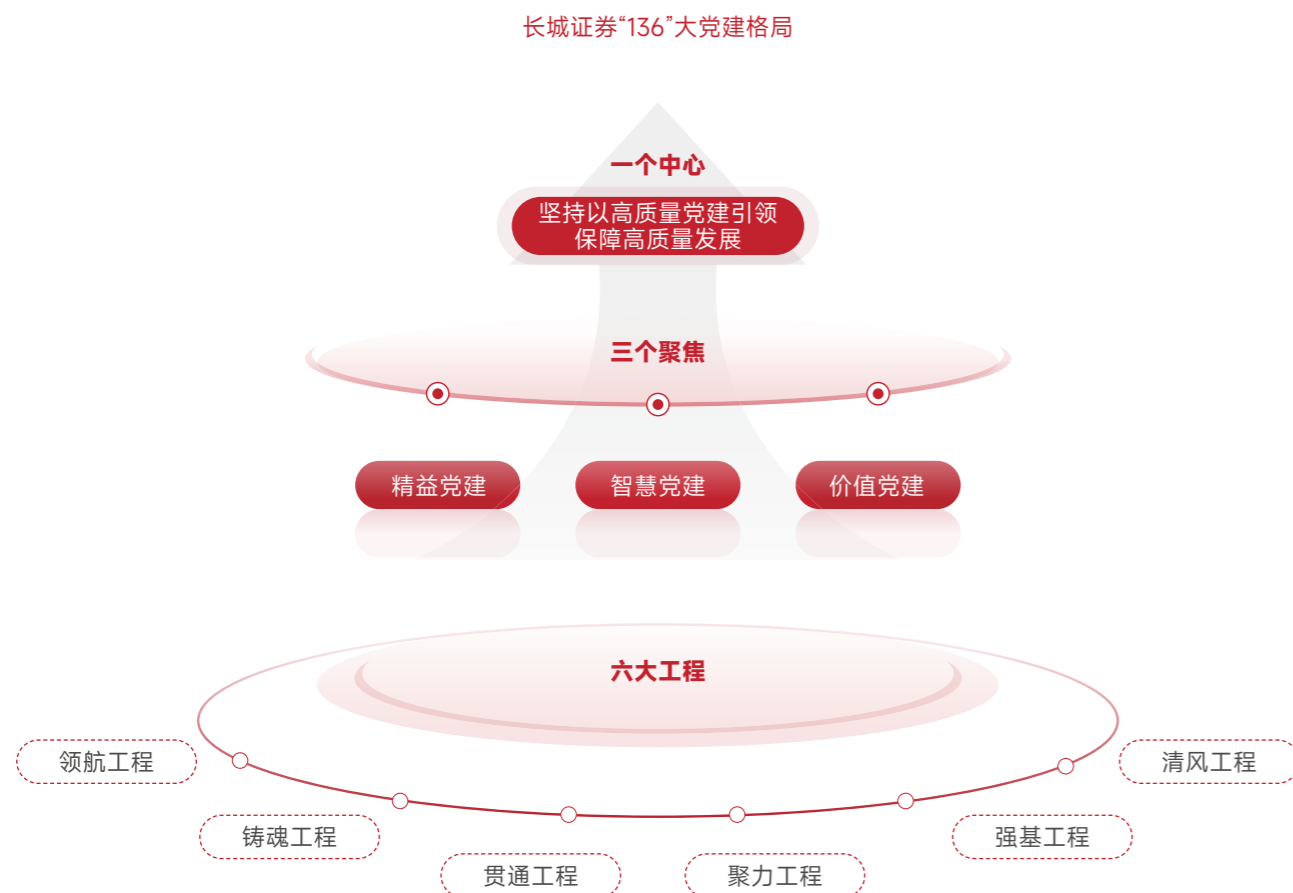 长城证券“136”大党建格局
一个中心
坚持以高质量党建引领
保障高质量发展
三个聚焦
精益党建
智慧党建
价值党建
六大工程
领航工程
铸魂工程
贯通工程
聚力工程
强基工程
清风工程